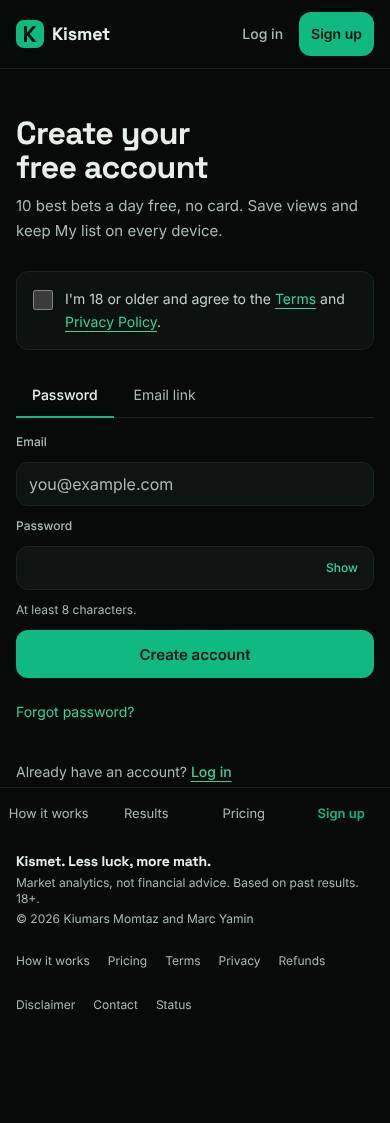 K Kismet Log in Sign up
Create your
free account
10 best bets a day free, no card. Save views and
keep My list on every device.
I'm 18 or older and agree to the Terms and
Privacy Policy.
Password Email link
Email
you@example.com
Password
Show
At least 8 characters.
Create account
Forgot password?
Already have an account? Log in
How it works Results Pricing Sign up
Kismet. Less luck, more math.
Market analytics, not financial advice. Based on past results.
18+.
© 2026 Kiumars Momtaz and Marc Yamin
How it works Pricing Terms Privacy Refunds
Disclaimer Contact Status